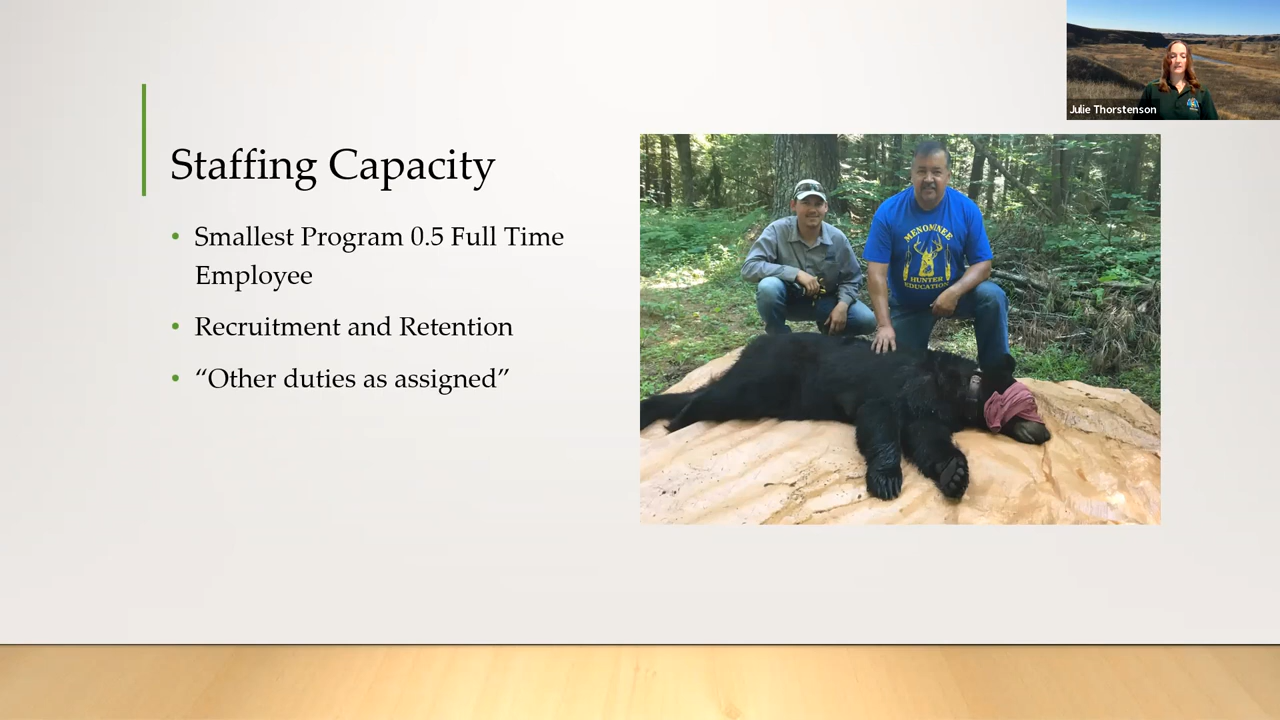 Julie Thorstenson
Staffing Capacity
• Smallest Program 0.5 Full Time
Employee
• Recruitment and Retention
• “Other duties as assigned”
MENOMINEE
HUNTER
EDUCATION